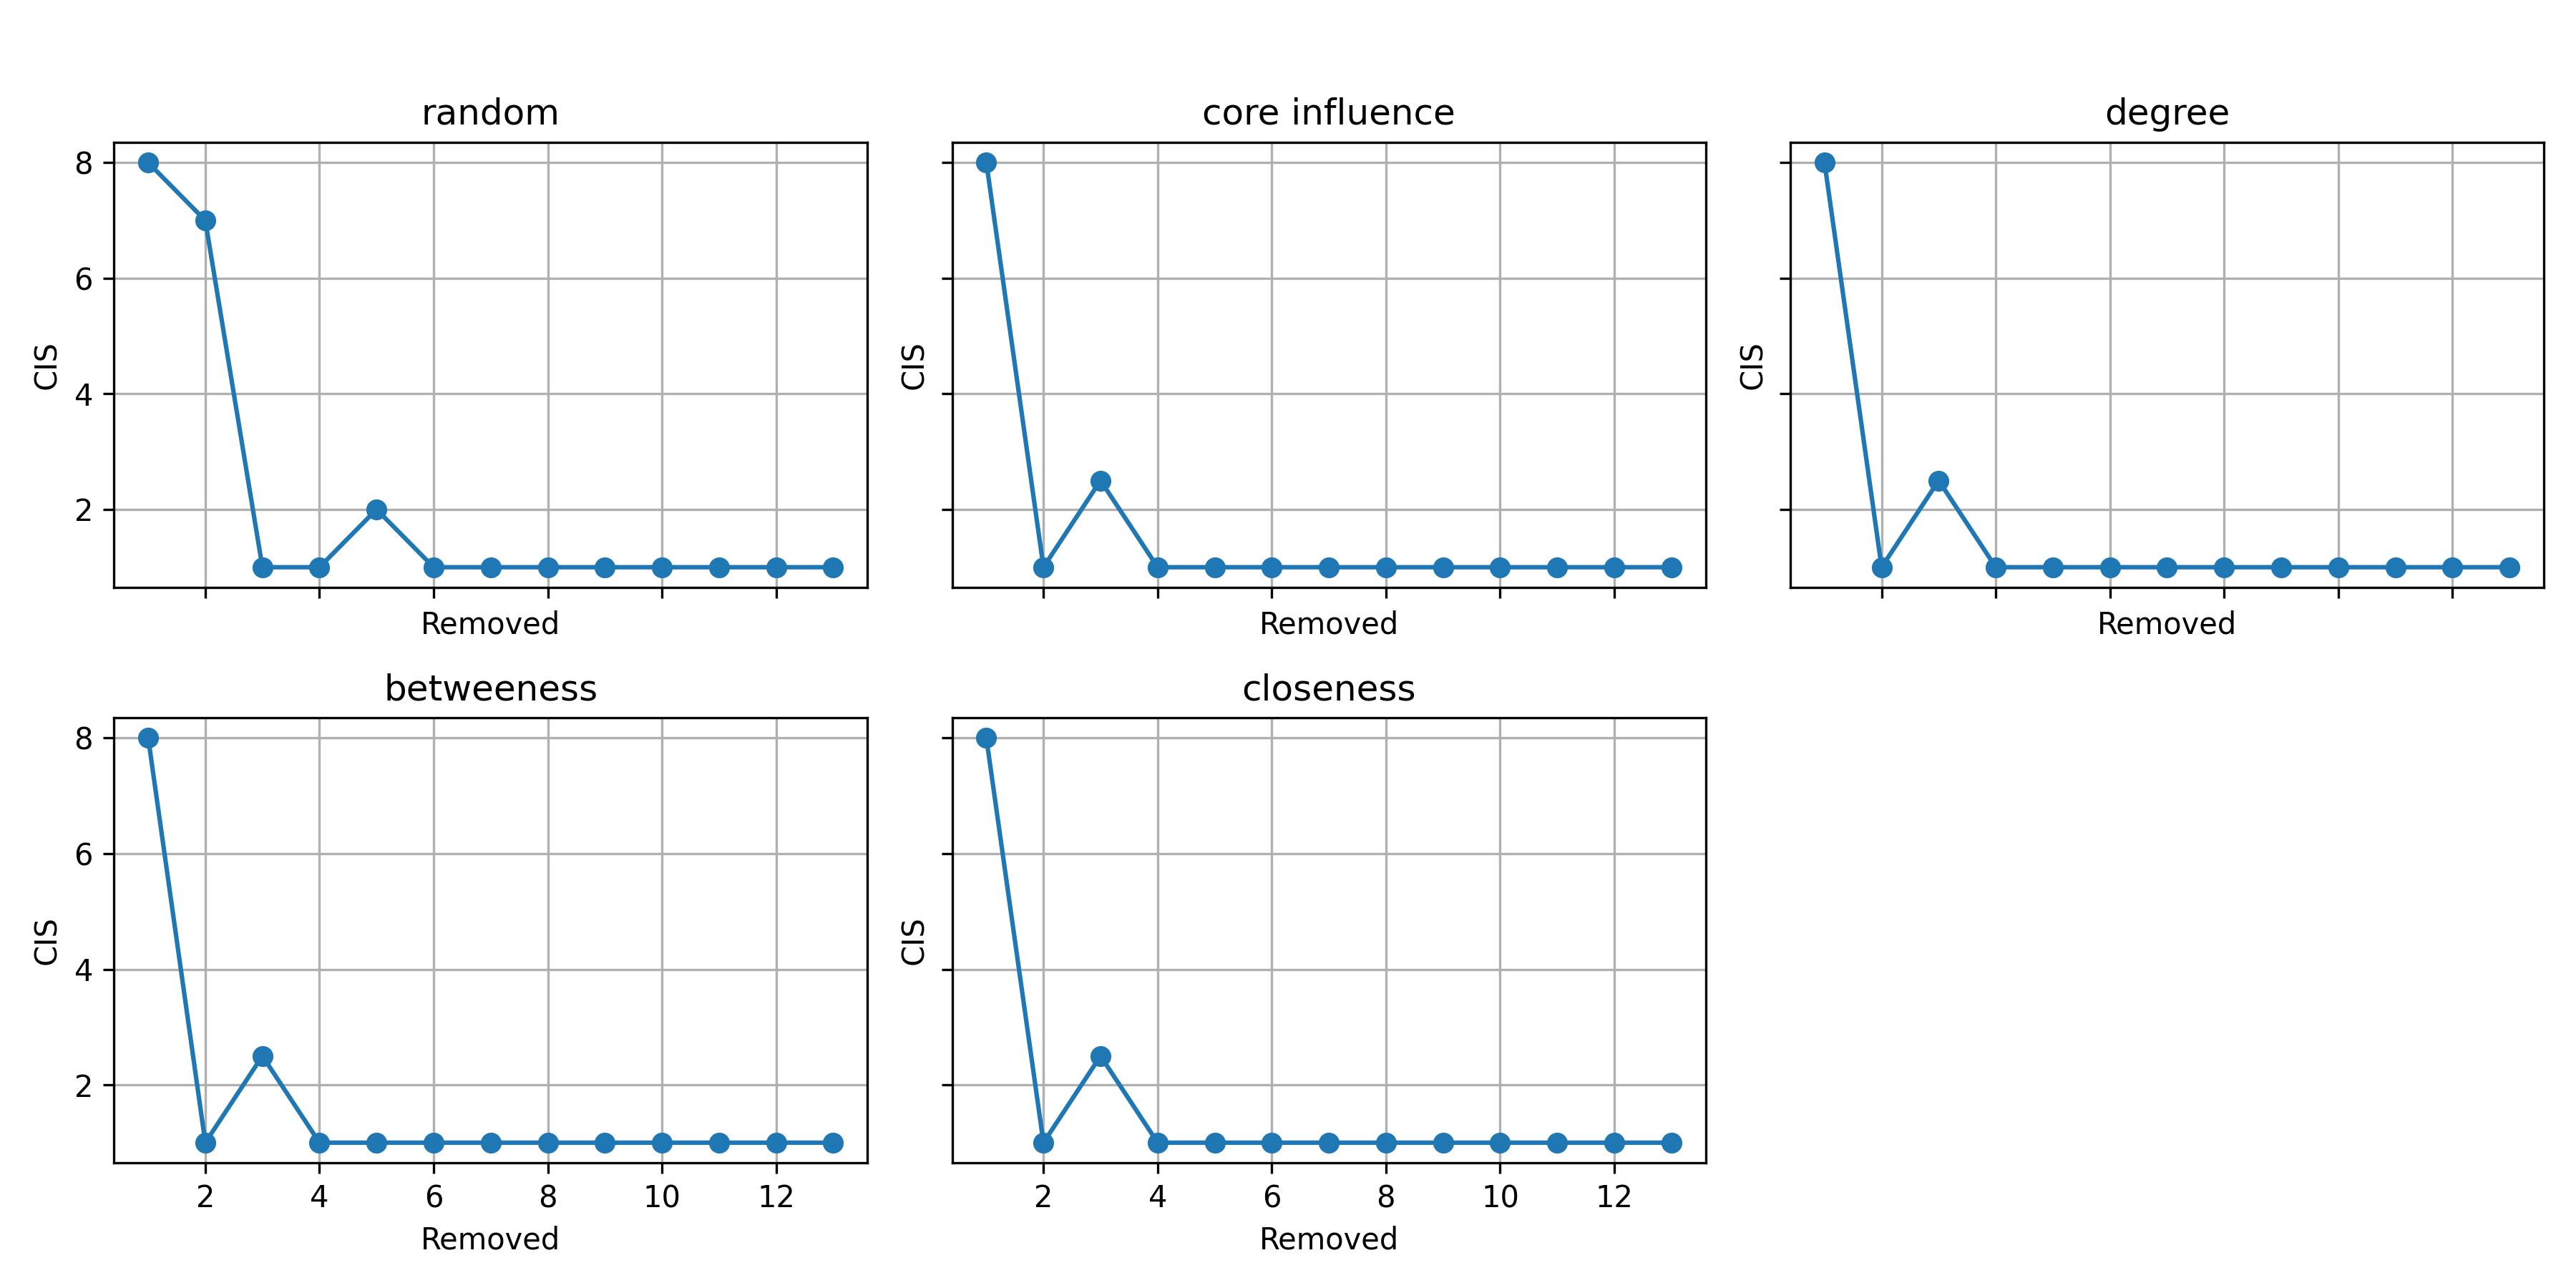 random
core influence
degree
8
6
4
2
CIS
CIS
CIS
Removed
Removed
Removed
betweeness
closeness
8
6
4
2
CIS
CIS
2 4 6 8 10 12
2 4 6 8 10 12
Removed
Removed